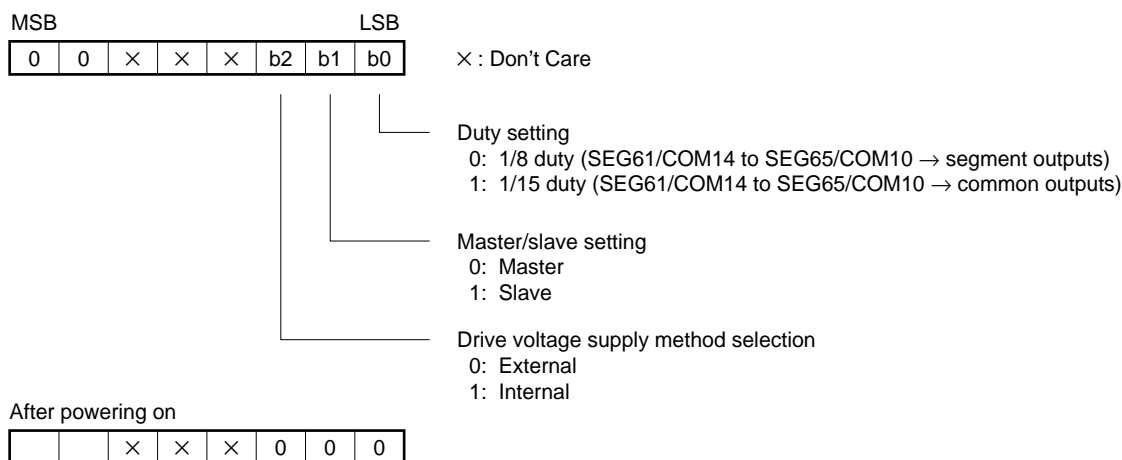 MSB LSB
0 0 × × × b2 b1 b0 × : Don't Care
Duty setting
0: 1/8 duty (SEG61/COM14 to SEG65/COM10 → segment outputs)
1: 1/15 duty (SEG61/COM14 to SEG65/COM10 → common outputs)
Master/slave setting
0: Master
1: Slave
Drive voltage supply method selection
0: External
1: Internal
After powering on
× × × 0 0 0